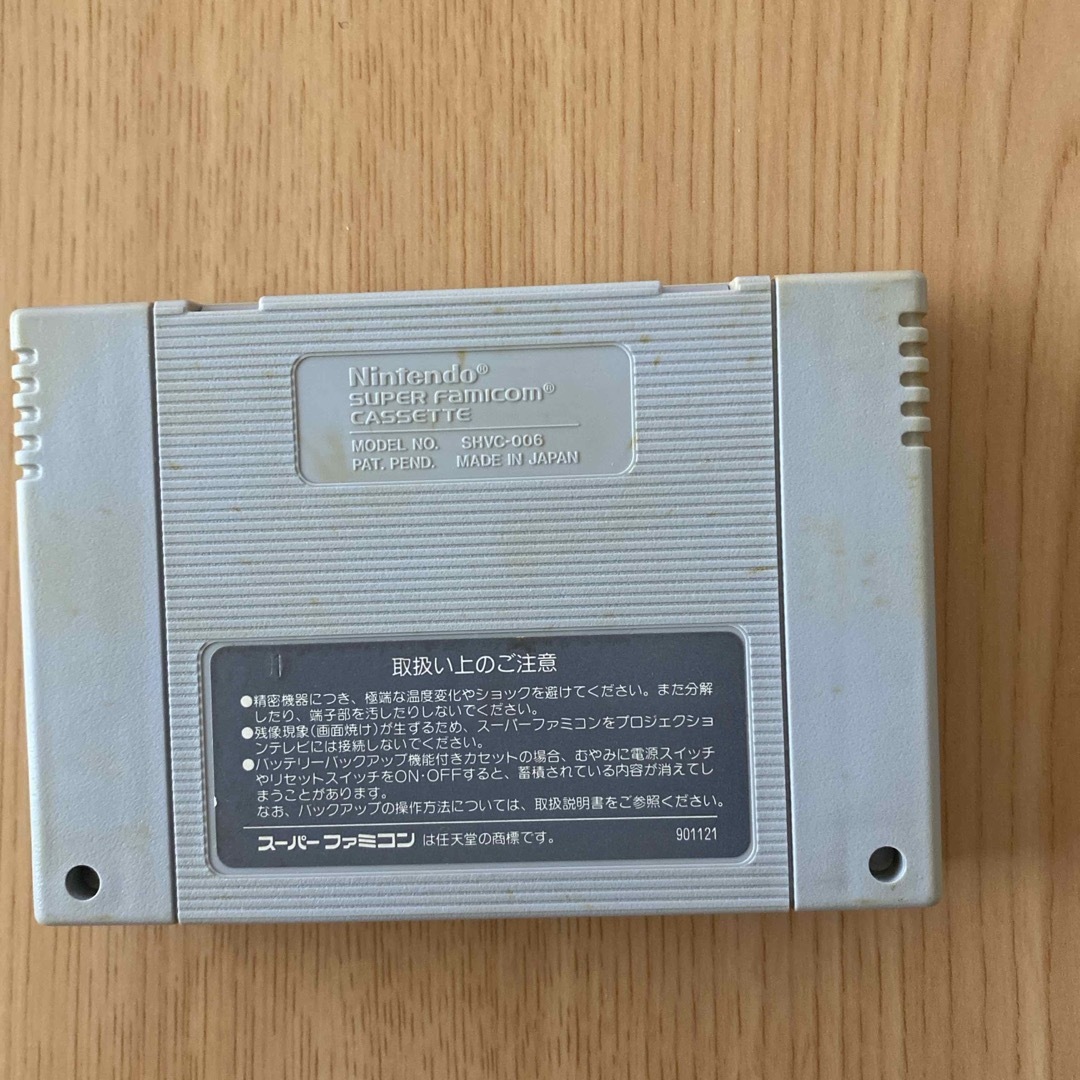 Nintendo®
SUPER FAMICOM®
CASSETTE
MODEL NO. SHVC-006
PAT. PEND. MADE IN JAPAN
取扱い上のご注意
●精密機器につき、極端な温度変化やショックを避けてください。また分解
したり、端子部を汚したりしないでください。
●残像現象(画面焼け)が生ずるため、スーパーファミコンをプロジェクショ
ンテレビには接続しないでください。
●バッテリーバックアップ機能付きカセットの場合、むやみに電源スイッチ
やリセットスイッチをON・OFFすると、蓄積されている内容が消えてし
まうことがあります。
なお、バックアップの操作方法については、取扱説明書をご参照ください。
スーパーファミコン は任天堂の商標です。 901121